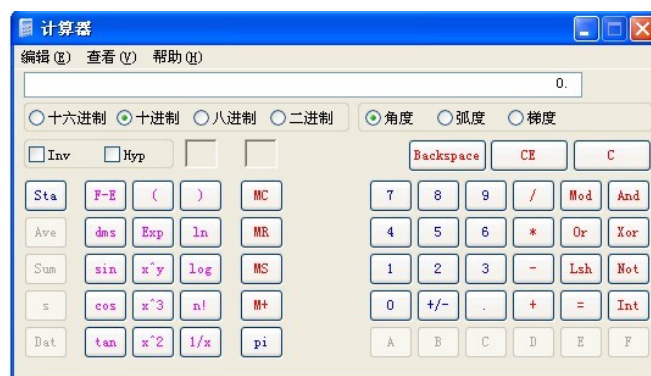 计算器
编辑(E) 查看(V) 帮助(H)
0.
十六进制 十进制 八进制 二进制 角度 弧度 梯度
Inv Hyp Backspace CE C
Sta F-E ( ) MC 7 8 9 / Mod And
Ave dms Exp ln MR 4 5 6 * Or Xor
Sum sin x^y log MS 1 2 3 - Lsh Not
s cos x^3 n! M+ 0 +/- . + = Int
Dat tan x^2 1/x pi A B C D E F